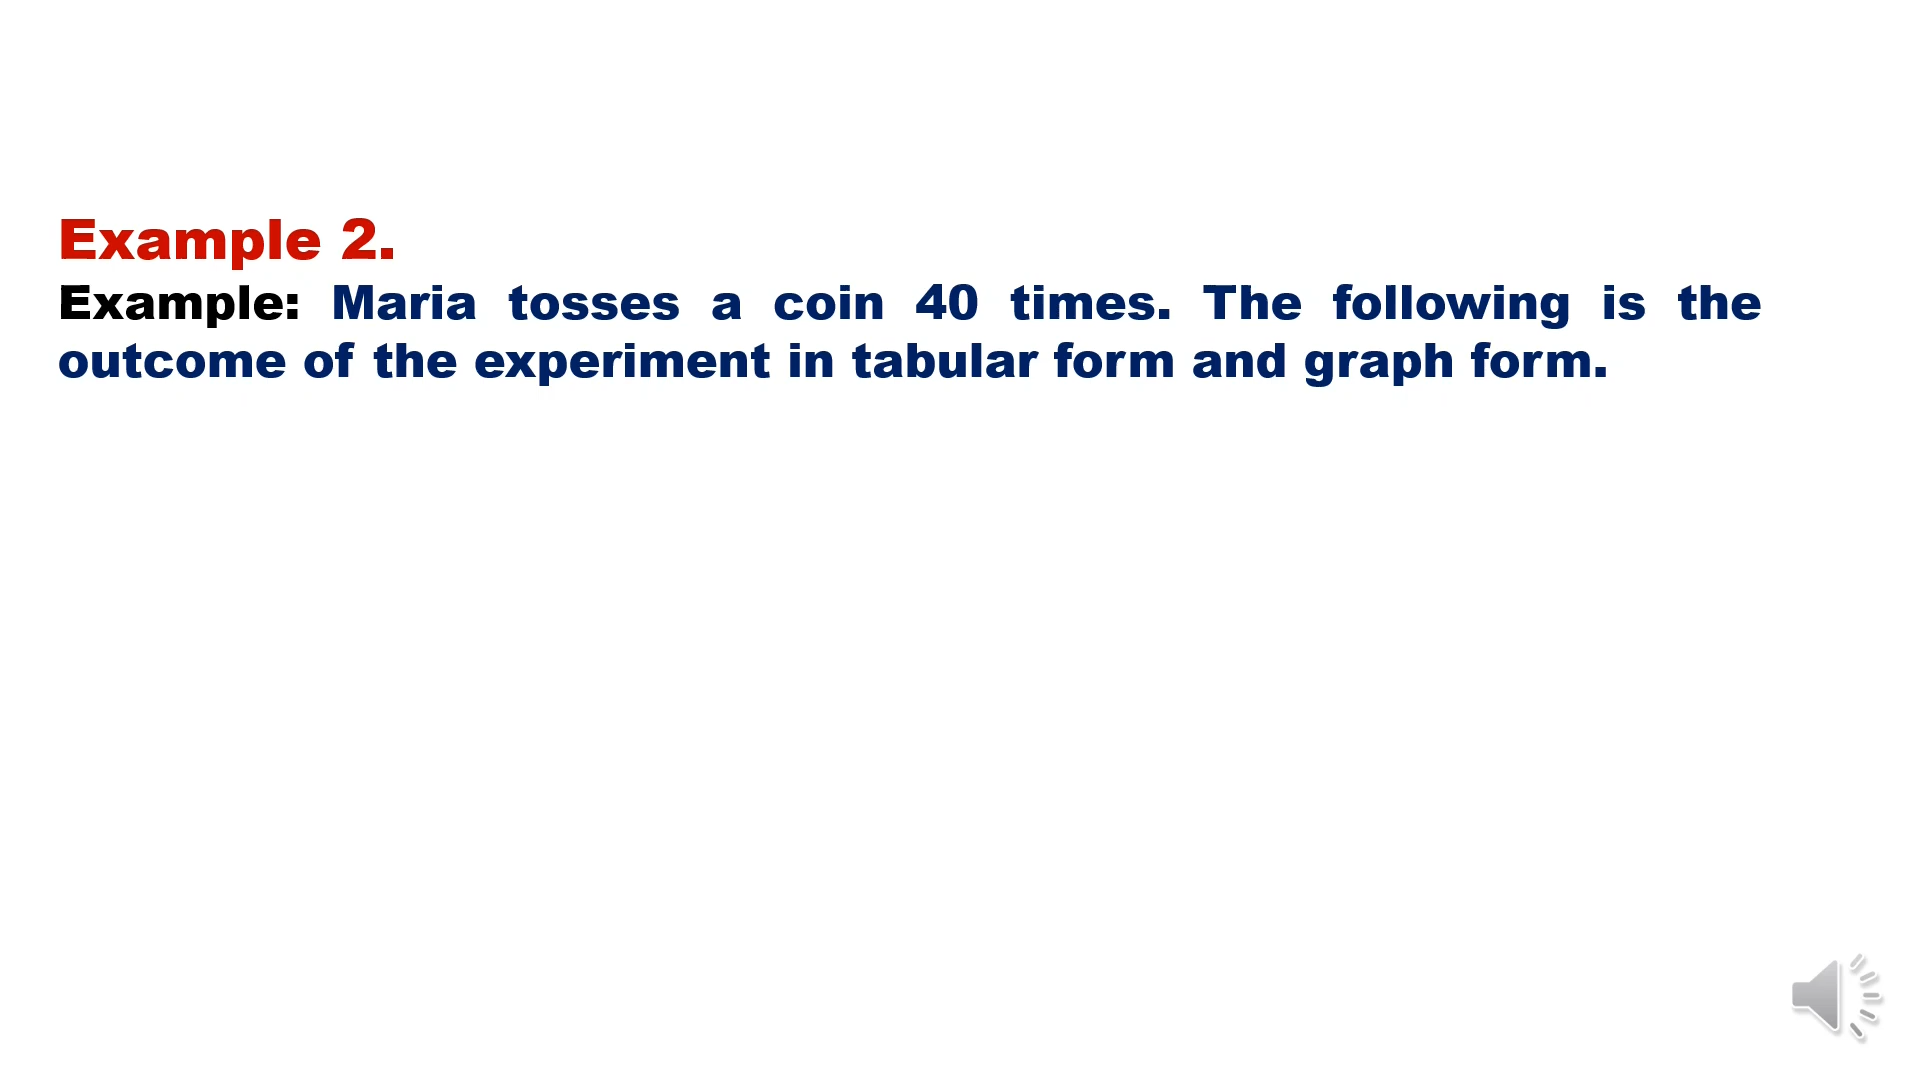 Example 2.
Example: Maria tosses a coin 40 times. The following is the
outcome of the experiment in tabular form and graph form.